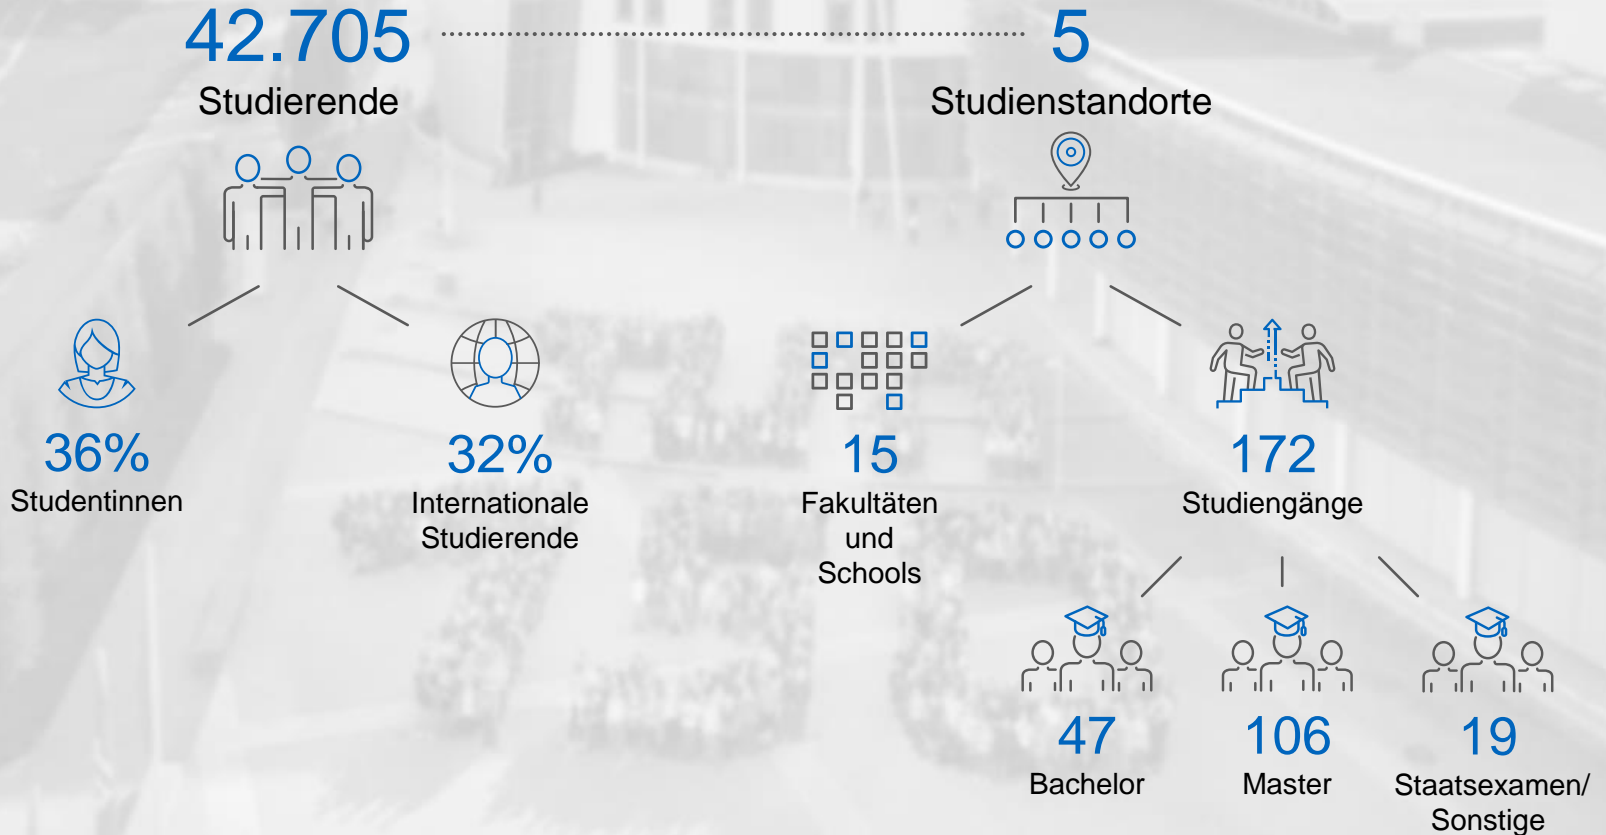 42.705
Studierende
5
Studienstandorte
36%
Studentinnen
32%
Internationale
Studierende
15
Fakultäten
und
Schools
172
Studiengänge
47
Bachelor
106
Master
19
Staatsexamen/
Sonstige